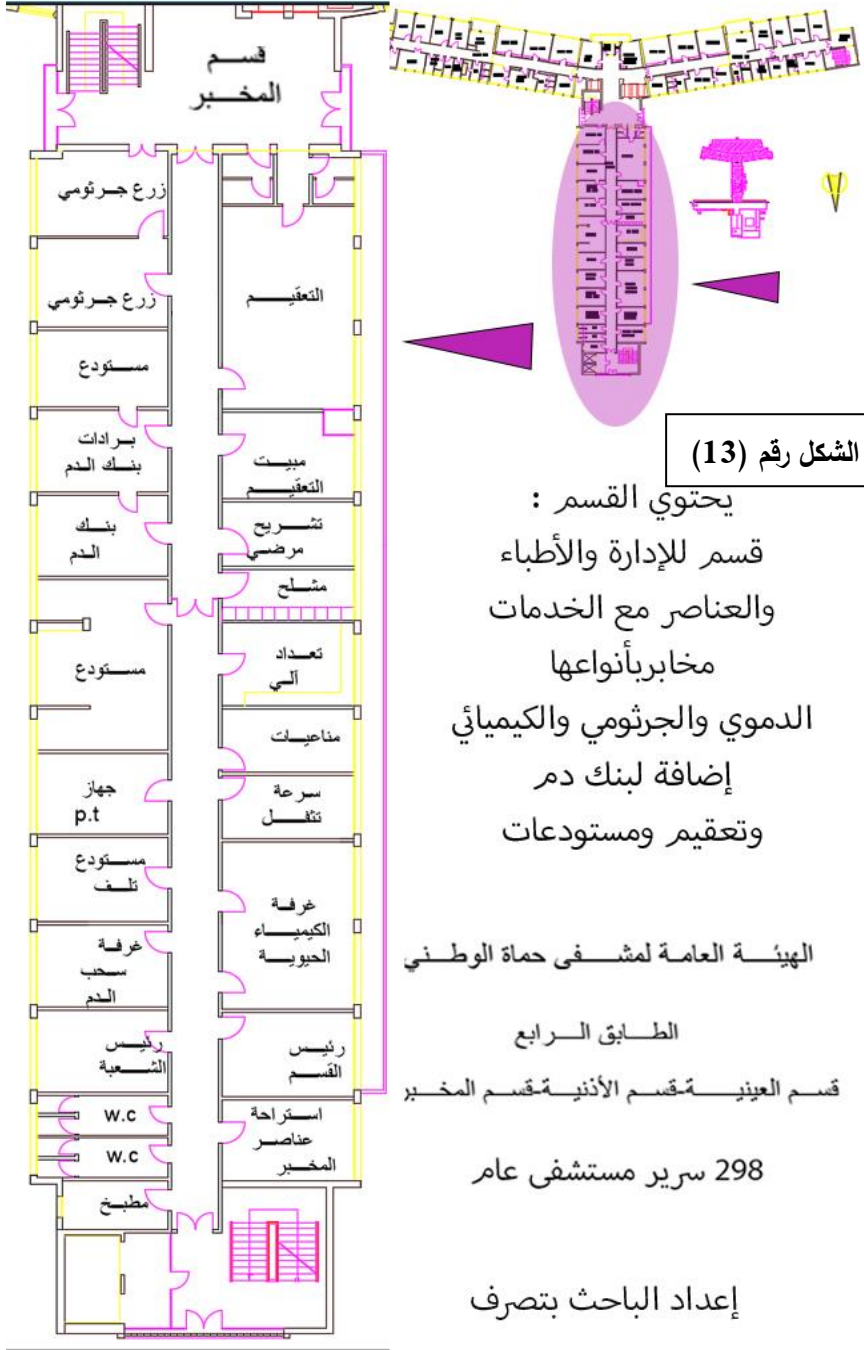 قسم
المخبر
زرع جرثومي
زرع جرثومي
مستودع
برادات
بنك الدم
بنك
الدم
مستودع
جهاز
p.t
مستودع
تلف
غرفة
سحب
الدم
رئيس
الشعبة
w.c
w.c
مطبخ
التعقيم
مبيت
التعقيم
تشريح
مرضي
مشلح
تعداد
آلي
مناعيات
سرعة
تثفل
غرفة
الكيمياء
الحيوية
رئيس
القسم
استراحة
عناصر
المخبر
الشكل رقم (13)
يحتوي القسم :
قسم للإدارة والأطباء
والعناصر مع الخدمات
مخابربأنواعها
الدموي والجرثومي والكيميائي
إضافة لبنك دم
وتعقيم ومستودعات
الهيئة العامة لمشفى حماة الوطني
الطابق الرابع
قسم العينية-قسم الأذنية-قسم المخبر
298 سرير مستشفى عام
إعداد الباحث بتصرف